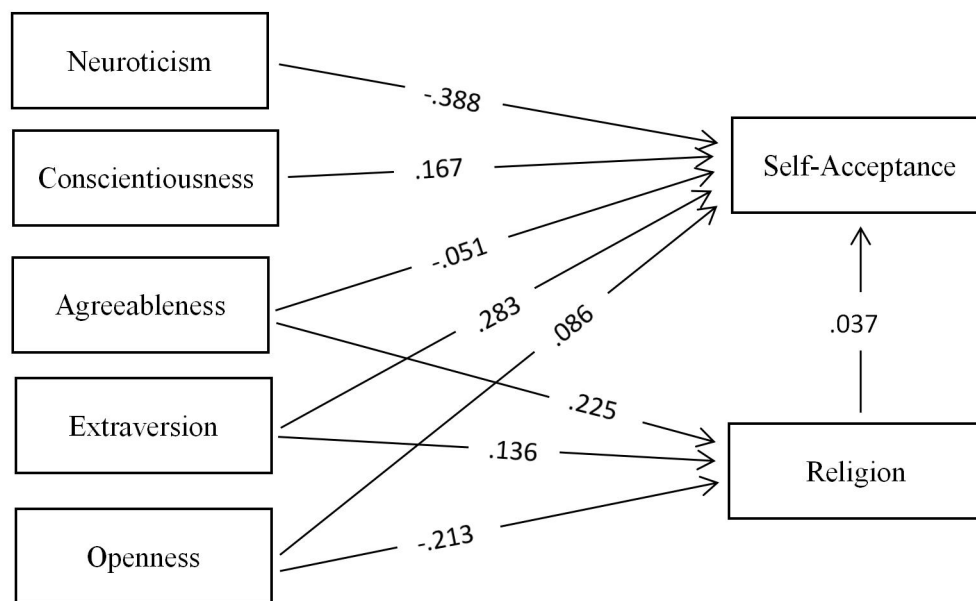 Neuroticism
-.388
Conscientiousness
.167
Self-Acceptance
Agreeableness
-.051
.283
.086
.037
Extraversion
.225
.136
Religion
Openness
-.213